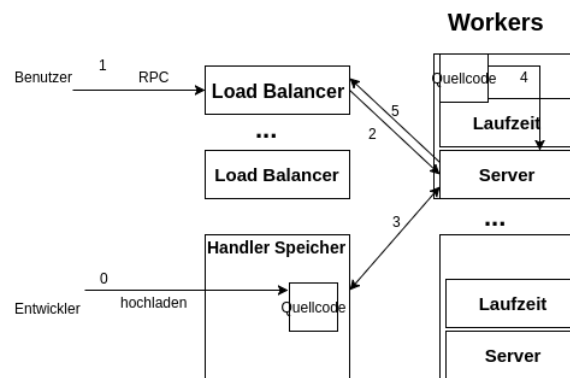 Workers
1
Benutzer
RPC
Load Balancer
Quellcode
4
5
2
Laufzeit
...
Load Balancer
Server
3
...
Handler Speicher
0
Entwickler
hochladen
Quellcode
Laufzeit
Server